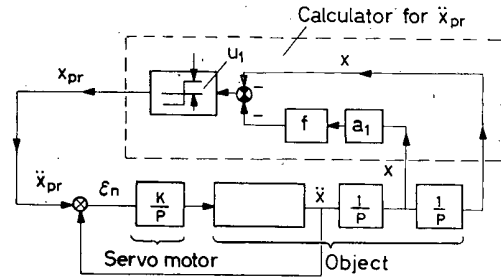 Calculator for ẍpr
u1
x
xpr
−
−
f
a1
x
ẍpr
εn
K/P
ẍ
1/P
1/P
Servo motor
Object